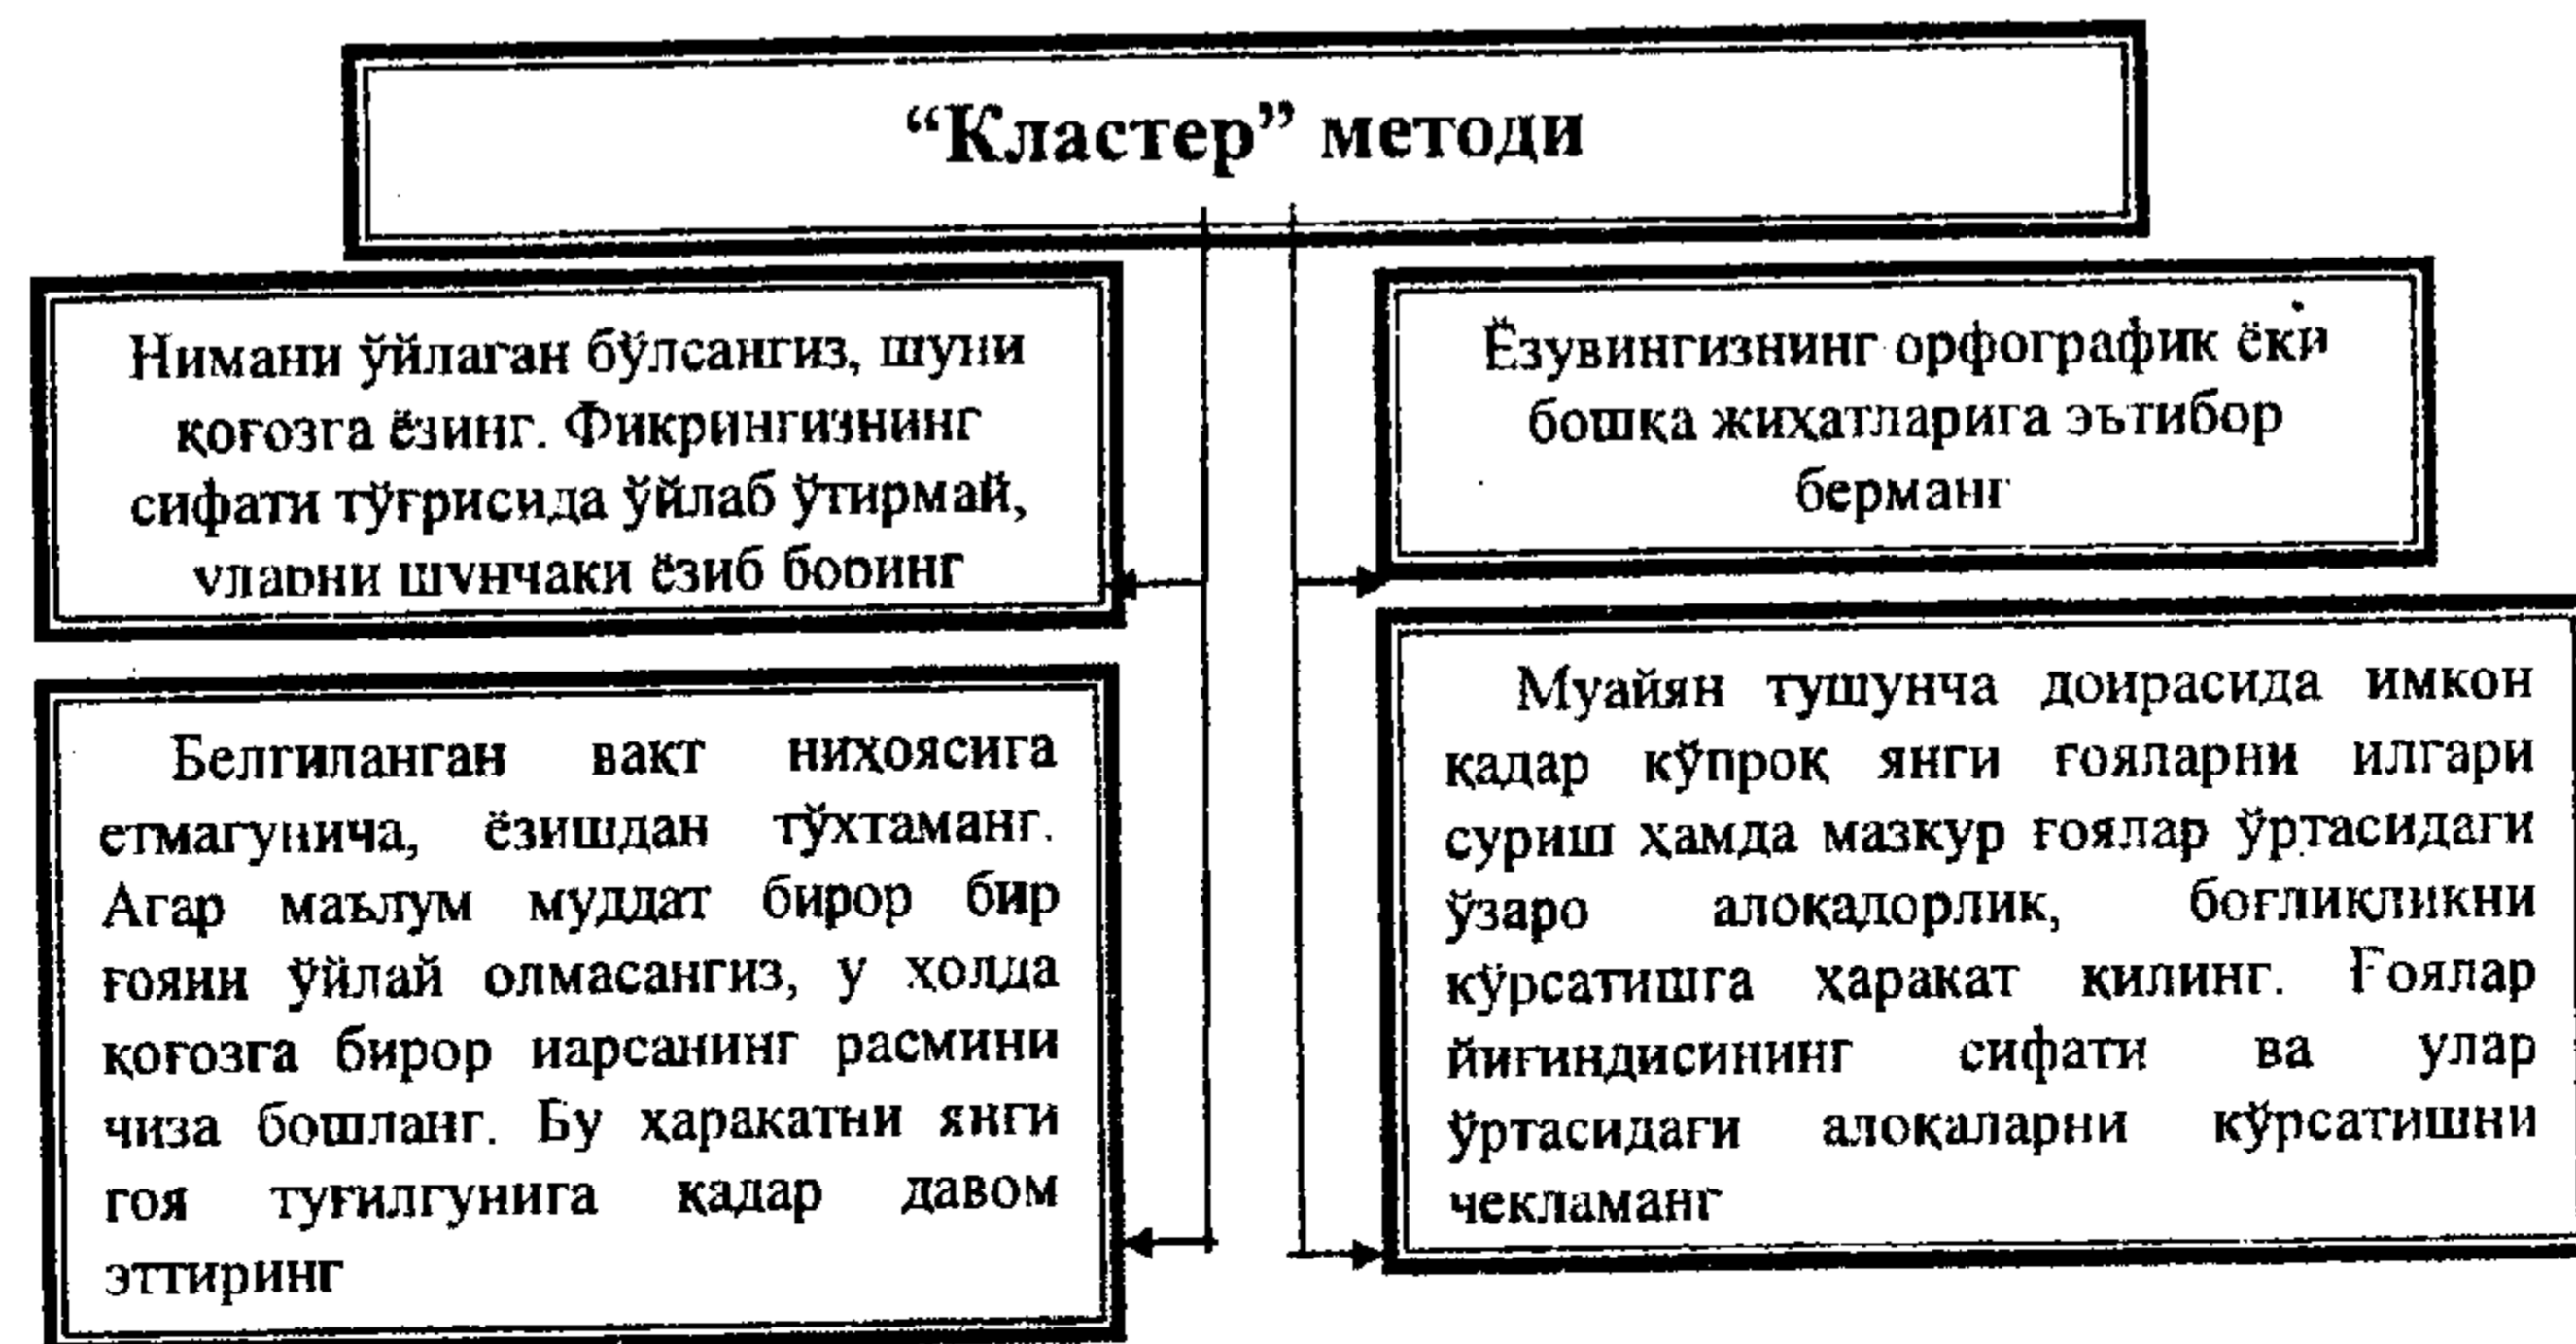 “Кластер” методи
Нимани ўйлаган бўлсангиз, шуни
қоғозга ёзинг. Фикрингизнинг
сифати тўғрисида ўйлаб ўтирмай,
уларни шунчаки ёзиб боринг
Ёзувингизнинг орфографик ёки
бошқа жиҳатларига эътибор
берманг
Белгиланган вақт ниҳоясига
етмагунича, ёзишдан тўхтаманг.
Агар маълум муддат бирор бир
ғояни ўйлай олмасангиз, у ҳолда
қоғозга бирор нарсанинг расмини
чиза бошланг. Бу ҳаракатни янги
гоя туғилгунига қадар давом
эттиринг
Муайян тушунча доирасида имкон
қадар кўпроқ янги ғояларни илгари
суриш ҳамда мазкур ғоялар ўртасидаги
ўзаро алоқадорлик, боғлиқликни
кўрсатишга ҳаракат қилинг. Ғоялар
йиғиндисининг сифати ва улар
ўртасидаги алоқаларни кўрсатишни
чекламанг